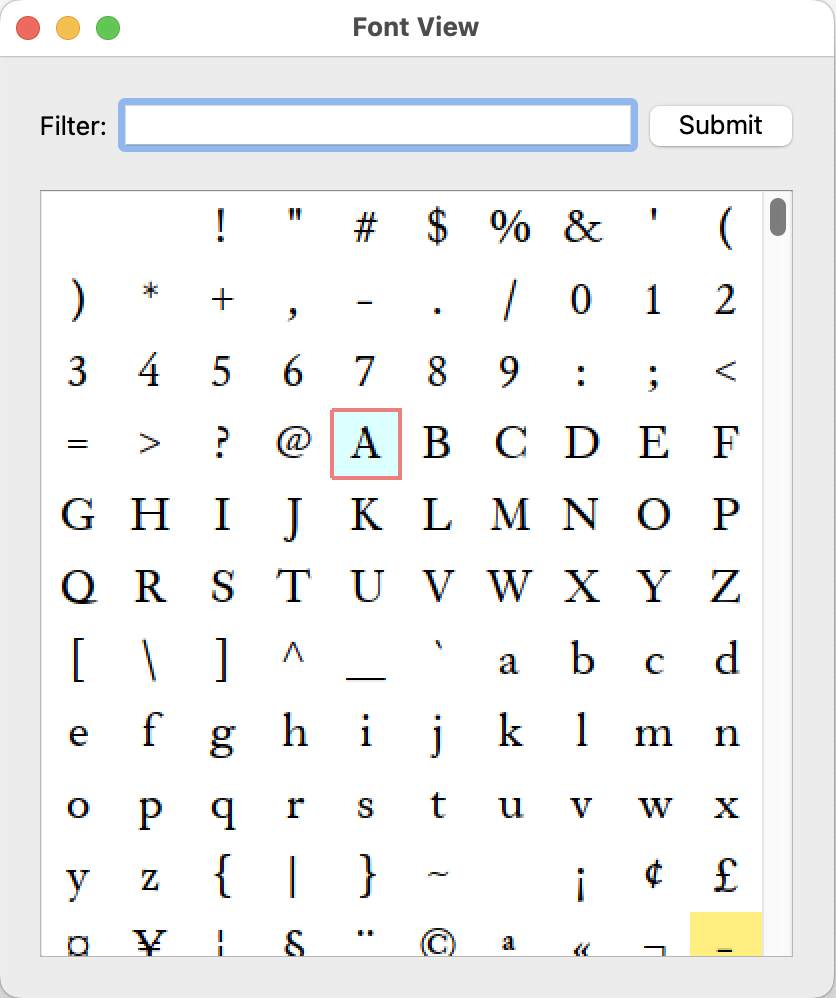 Font View
Filter: Submit
! " # $ % & ' (
) * + , - . / 0 1 2
3 4 5 6 7 8 9 : ; <
= > ? @ A B C D E F
G H I J K L M N O P
Q R S T U V W X Y Z
[ \ ] ^ _ ` a b c d
e f g h i j k l m n
o p q r s t u v w x
y z { | } ~ ¡ ¢ £
¤ ¥ ¦ § ¨ © ª « ¬ -